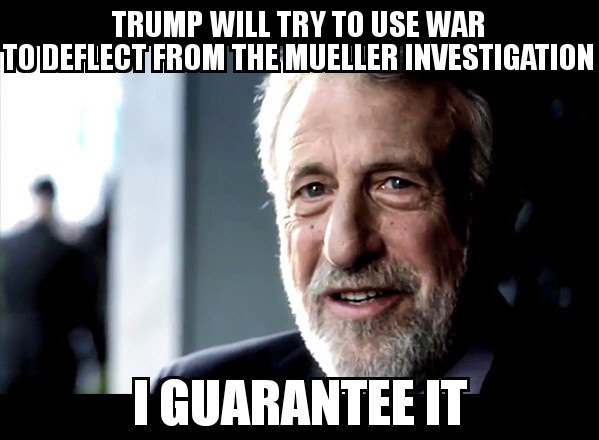 TRUMP WILL TRY TO USE WAR
TO DEFLECT FROM THE MUELLER INVESTIGATION
I GUARANTEE IT